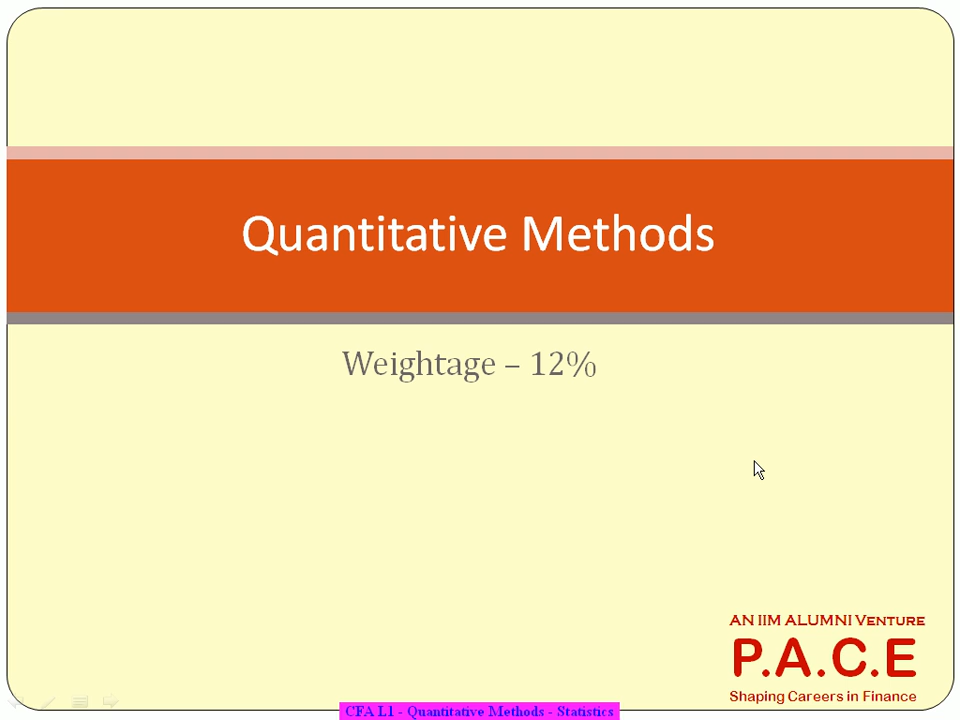 Quantitative Methods
Weightage – 12%
AN IIM ALUMNI VENTURE
P.A.C.E
Shaping Careers in Finance
CFA L1 - Quantitative Methods - Statistics